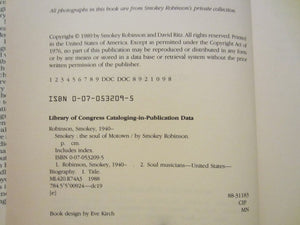 All photographs in this book are from Smokey Robinson's private collection.
Copyright © 1989 by Smokey Robinson and David Ritz. All rights reserved. Printed in
the United States of America. Except as permitted under the Copyright Act of
1976, no part of this publication may be reproduced or distributed in any form
or by any means or stored in a data base or retrieval system without the prior
written permission of the publisher.
1 2 3 4 5 6 7 8 9 DOC DOC 8 9 2 1 0 9 8
ISBN 0-07-053209-5
Library of Congress Cataloging-in-Publication Data
Robinson, Smokey, 1940–
Smokey : the soul of Motown / by Smokey Robinson.
p. cm.
Includes index.
ISBN 0-07-053209-5
1. Robinson, Smokey, 1940– . 2. Soul musicians—United States—
Biography. I. Title.
ML420.R74A3 1988
784.5'5'00924—dc19
[B]
88-31183
CIP
MN
Book design by Eve Kirch